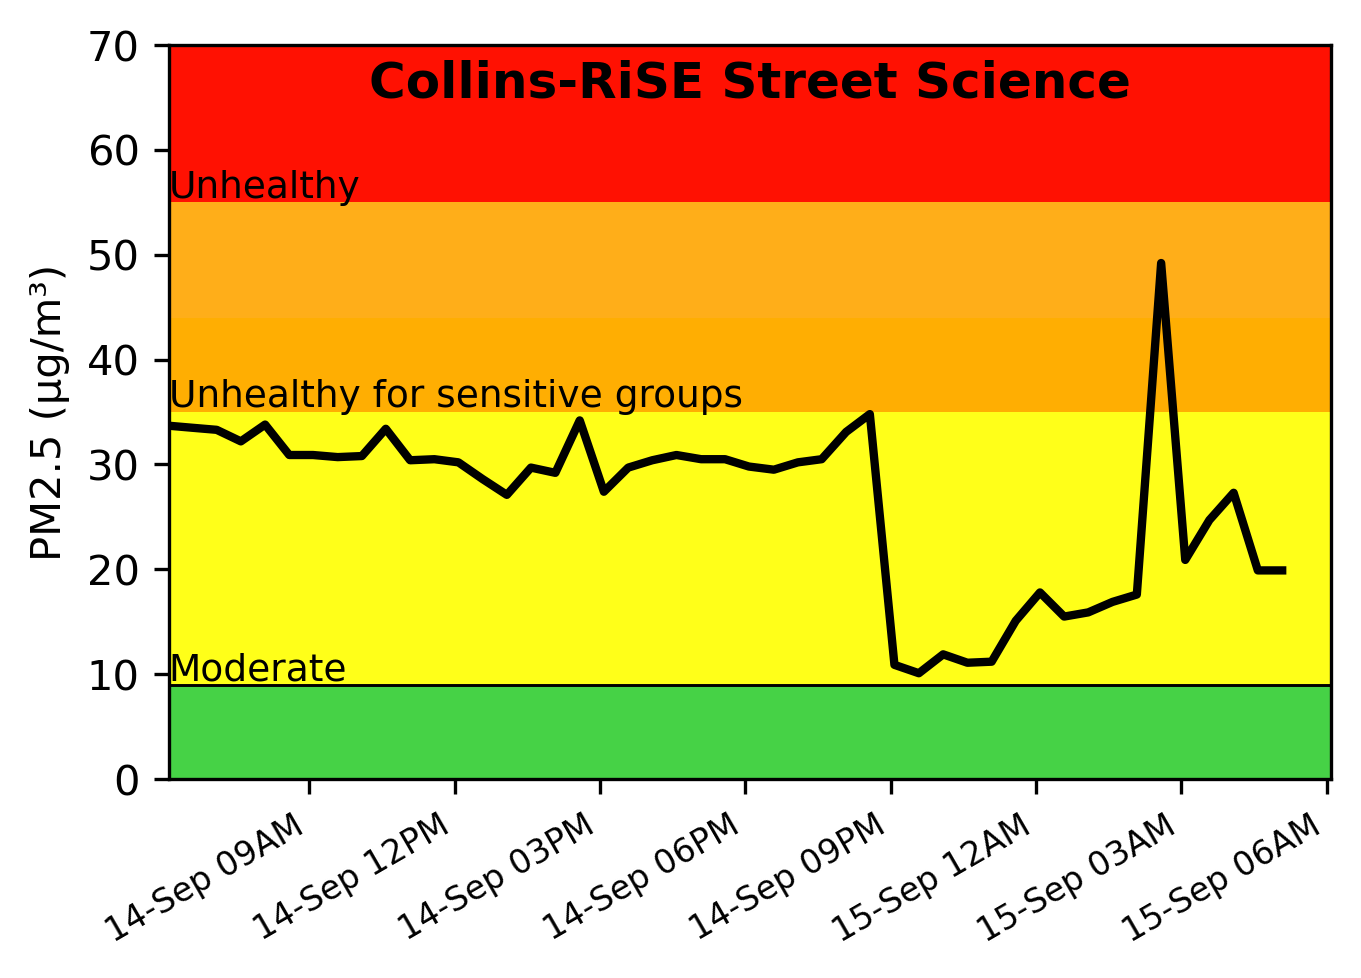 Collins-RiSE Street Science
70
60
50
40
30
20
10
0
PM2.5 (µg/m³)
Unhealthy
Unhealthy for sensitive groups
Moderate
14-Sep 09AM
14-Sep 12PM
14-Sep 03PM
14-Sep 06PM
14-Sep 09PM
15-Sep 12AM
15-Sep 03AM
15-Sep 06AM